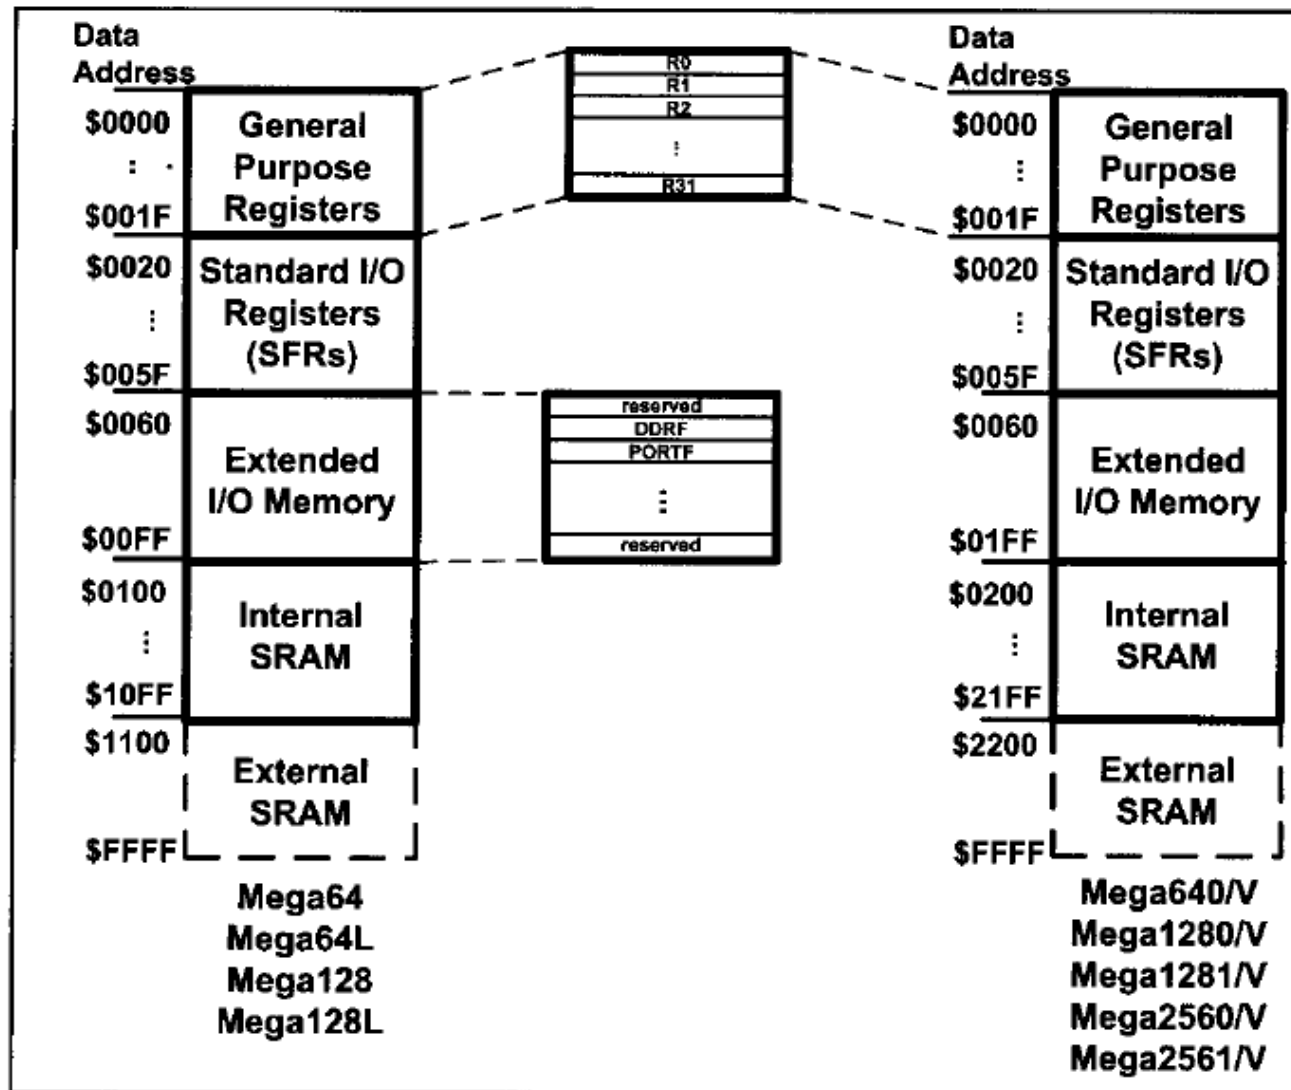 Data
Address
$0000
⋮
$001F
$0020
⋮
$005F
$0060
$00FF
$0100
⋮
$10FF
$1100
$FFFF
General
Purpose
Registers
Standard I/O
Registers
(SFRs)
Extended
I/O Memory
Internal
SRAM
External
SRAM
Mega64
Mega64L
Mega128
Mega128L
R0
R1
R2
⋮
R31
reserved
DDRF
PORTF
⋮
reserved
Data
Address
$0000
⋮
$001F
$0020
⋮
$005F
$0060
$01FF
$0200
⋮
$21FF
$2200
$FFFF
General
Purpose
Registers
Standard I/O
Registers
(SFRs)
Extended
I/O Memory
Internal
SRAM
External
SRAM
Mega640/V
Mega1280/V
Mega1281/V
Mega2560/V
Mega2561/V